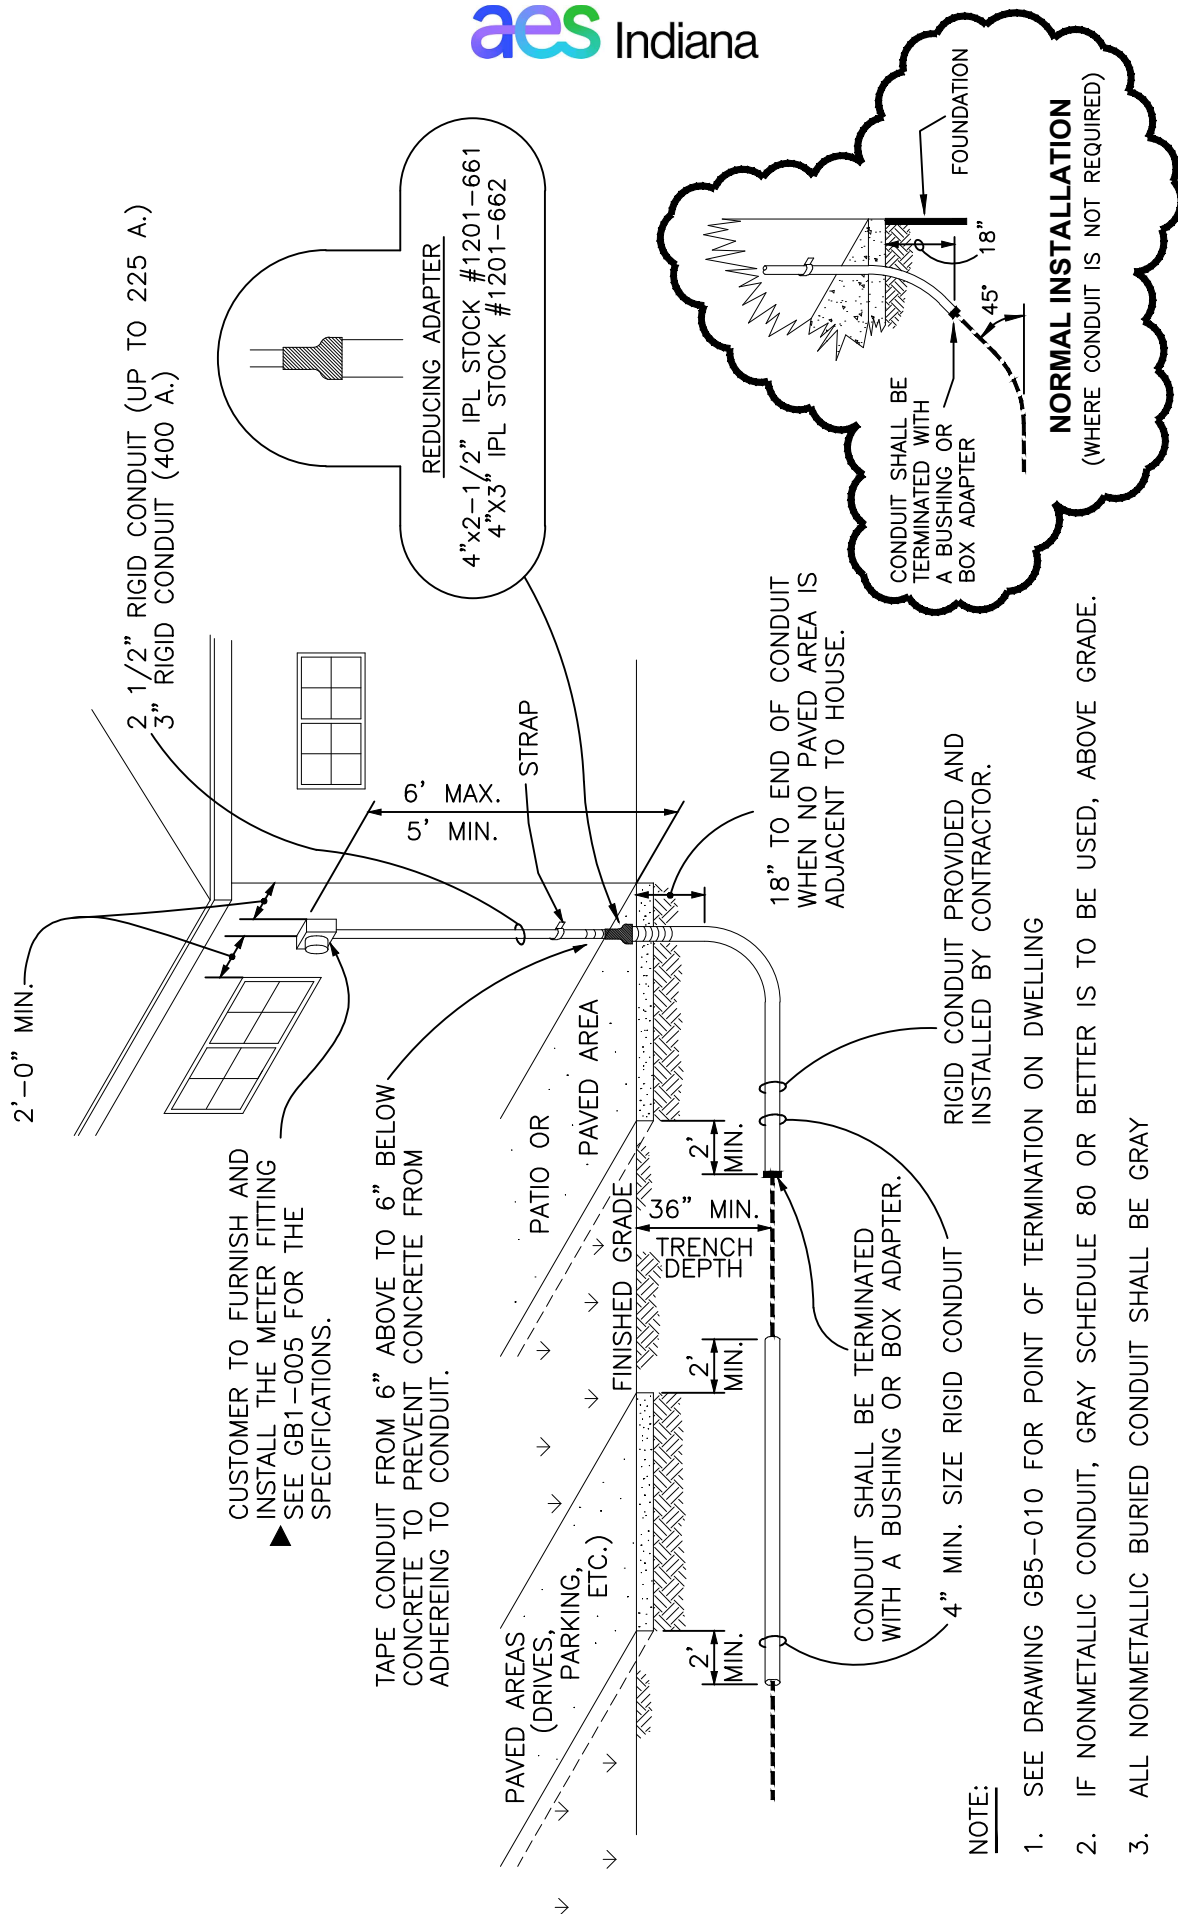 aes Indiana
2'-0" MIN.
2 1/2" RIGID CONDUIT (UP TO 225 A.)
3" RIGID CONDUIT (400 A.)
REDUCING ADAPTER
4"x2-1/2" IPL STOCK #1201-661
4"X3" IPL STOCK #1201-662
CUSTOMER TO FURNISH AND
INSTALL THE METER FITTING
SEE GB1-005 FOR THE
SPECIFICATIONS.
6' MAX.
5' MIN.
STRAP
TAPE CONDUIT FROM 6" ABOVE TO 6" BELOW
CONCRETE TO PREVENT CONCRETE FROM
ADHEREING TO CONDUIT.
PAVED AREAS
(DRIVES,
PARKING,
ETC.)
PATIO OR
PAVED AREA
FINISHED GRADE
2'
MIN.
2'
MIN.
36" MIN.
TRENCH
DEPTH
2'
MIN.
18" TO END OF CONDUIT
WHEN NO PAVED AREA IS
ADJACENT TO HOUSE.
CONDUIT SHALL BE TERMINATED
WITH A BUSHING OR BOX ADAPTER.
4" MIN. SIZE RIGID CONDUIT
RIGID CONDUIT PROVIDED AND
INSTALLED BY CONTRACTOR.
FOUNDATION
18"
45°
CONDUIT SHALL BE
TERMINATED WITH
A BUSHING OR
BOX ADAPTER
NORMAL INSTALLATION
(WHERE CONDUIT IS NOT REQUIRED)
NOTE:
1. SEE DRAWING GB5-010 FOR POINT OF TERMINATION ON DWELLING
2. IF NONMETALLIC CONDUIT, GRAY SCHEDULE 80 OR BETTER IS TO BE USED, ABOVE GRADE.
3. ALL NONMETALLIC BURIED CONDUIT SHALL BE GRAY